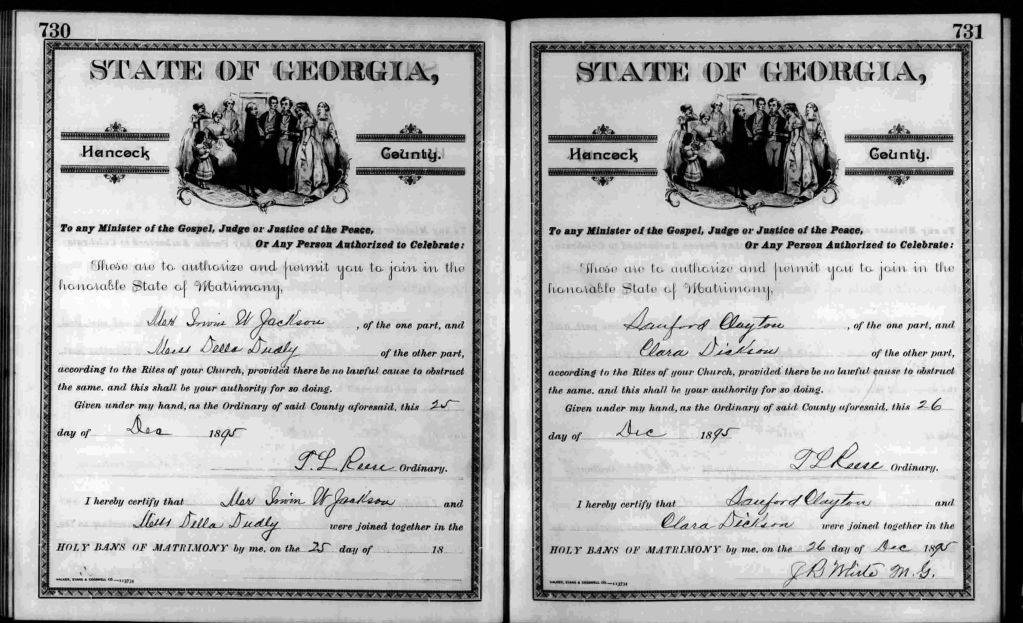 730
STATE OF GEORGIA,
Hancock County.
To any Minister of the Gospel, Judge or Justice of the Peace,
Or Any Person Authorized to Celebrate:
These are to authorize and permit you to join in the
honorable State of Matrimony,
Mr Irwin W Jackson, of the one part, and
Miss Della Dudly of the other part,
according to the Rites of your Church, provided there be no lawful cause to obstruct
the same, and this shall be your authority for so doing.
Given under my hand, as the Ordinary of said County aforesaid, this 25
day of Dec 1895
T. L. Reese Ordinary.
I hereby certify that Mr Irwin W Jackson and
Miss Della Dudly were joined together in the
HOLY BANS OF MATRIMONY by me, on the 25 day of 18
WALKER, EVANS & COGSWELL CO.—113734
731
STATE OF GEORGIA,
Hancock County.
To any Minister of the Gospel, Judge or Justice of the Peace,
Or Any Person Authorized to Celebrate:
These are to authorize and permit you to join in the
honorable State of Matrimony,
Sanford Clayton, of the one part, and
Clara Dickson of the other part,
according to the Rites of your Church, provided there be no lawful cause to obstruct
the same, and this shall be your authority for so doing.
Given under my hand, as the Ordinary of said County aforesaid, this 26
day of Dec 1895
T L Reese Ordinary.
I hereby certify that Sanford Clayton and
Clara Dickson were joined together in the
HOLY BANS OF MATRIMONY by me, on the 26 day of Dec 1895
J B White M. G.
WALKER, EVANS & COGSWELL CO.—113734